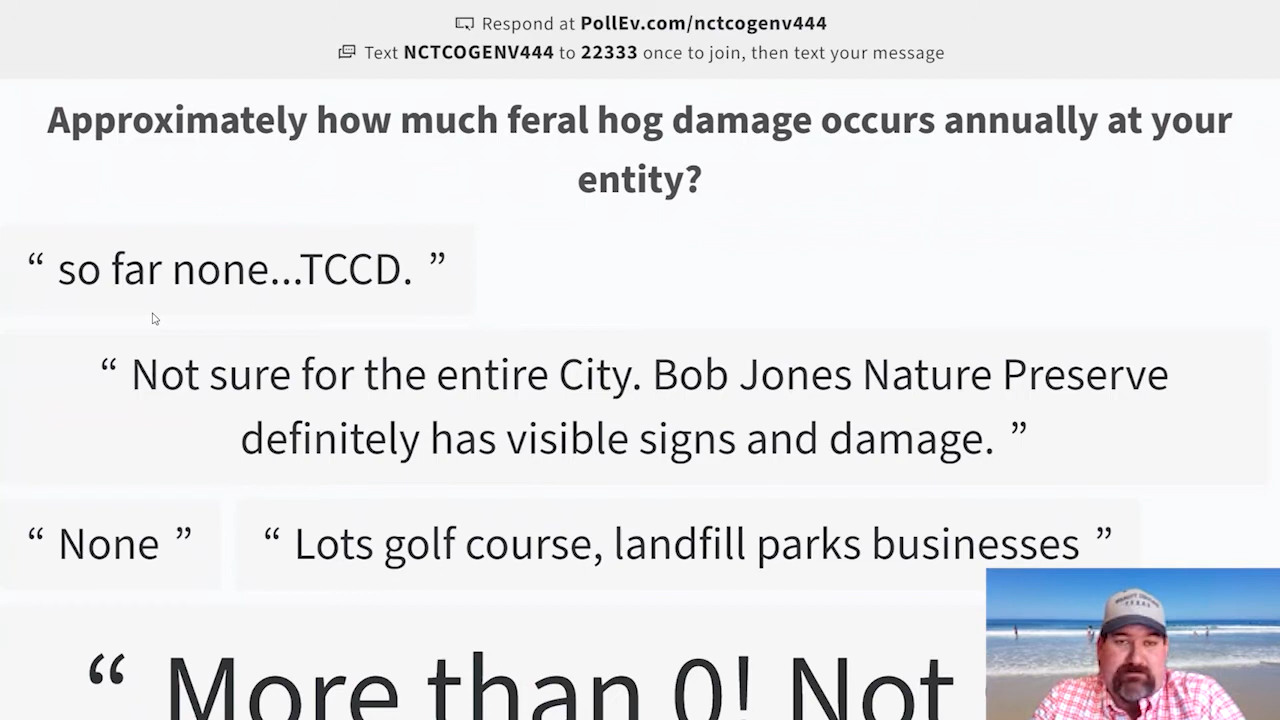 Respond at PollEv.com/nctcogenv444
Text NCTCOGENV444 to 22333 once to join, then text your message
Approximately how much feral hog damage occurs annually at your
entity?
“ so far none...TCCD. ”
“ Not sure for the entire City. Bob Jones Nature Preserve
definitely has visible signs and damage. ”
“ None ” “ Lots golf course, landfill parks businesses ”
“ More than 0! Not
TEXAS